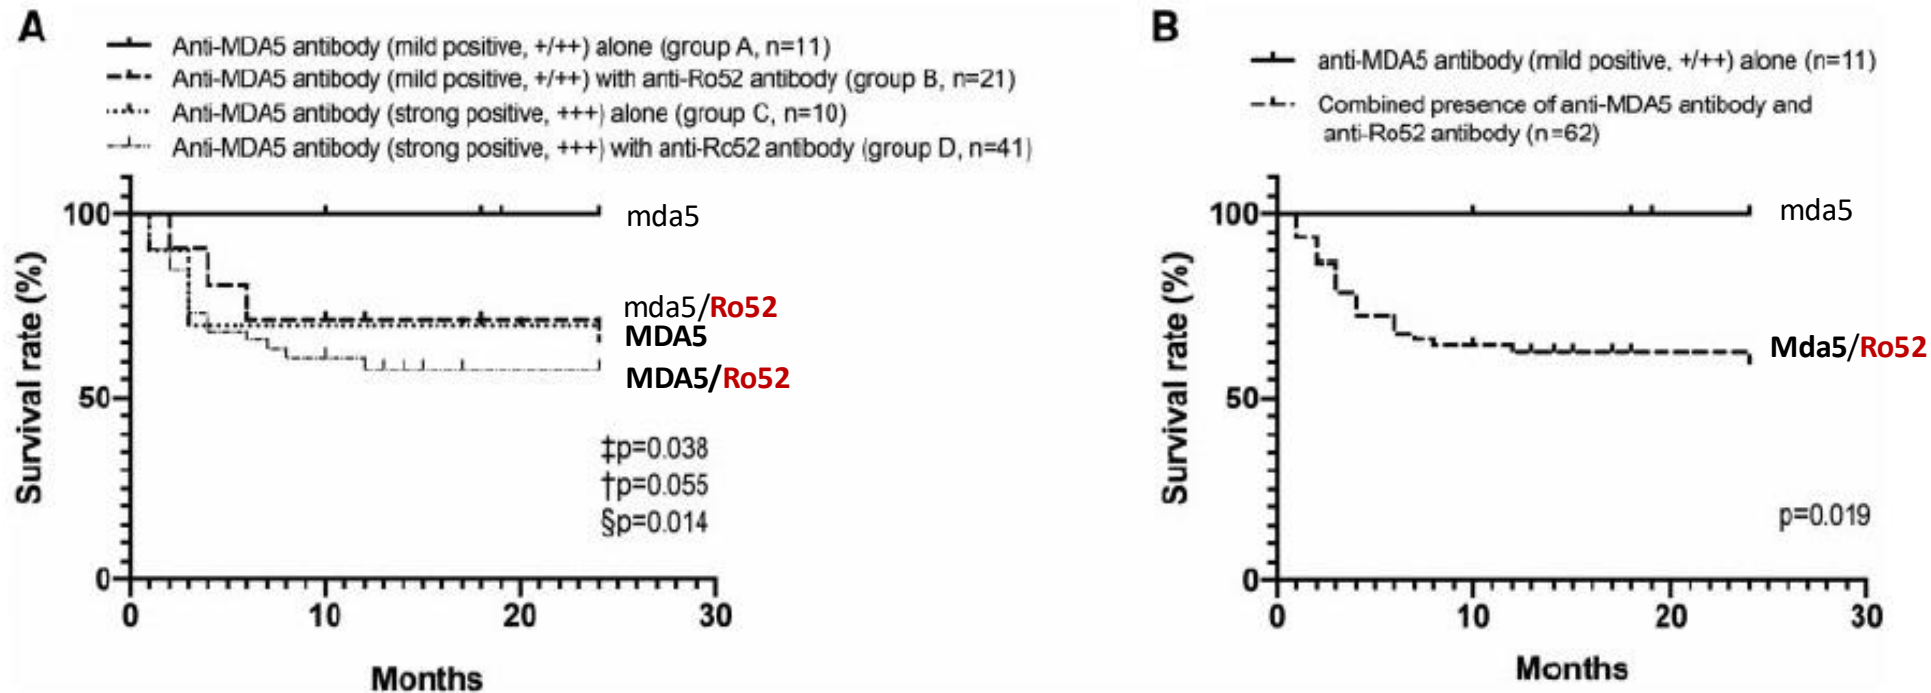 A
Anti-MDA5 antibody (mild positive, +/++) alone (group A, n=11)
Anti-MDA5 antibody (mild positive, +/++) with anti-Ro52 antibody (group B, n=21)
Anti-MDA5 antibody (strong positive, +++) alone (group C, n=10)
Anti-MDA5 antibody (strong positive, +++) with anti-Rc52 antibody (group D, n=41)
Survival rate (%)
100
50
0
0 10 20 30
Months
mda5
mda5/Ro52
MDA5
MDA5/Ro52
‡p=0.038
†p=0.055
§p=0.014
B
anti-MDA5 antibody (mild positive, +/++) alone (n=11)
Combined presence of anti-MDA5 antibody and
anti-Ro52 antibody (n=62)
Survival rate (%)
100
50
0
0 10 20 30
Months
mda5
Mda5/Ro52
p=0.019